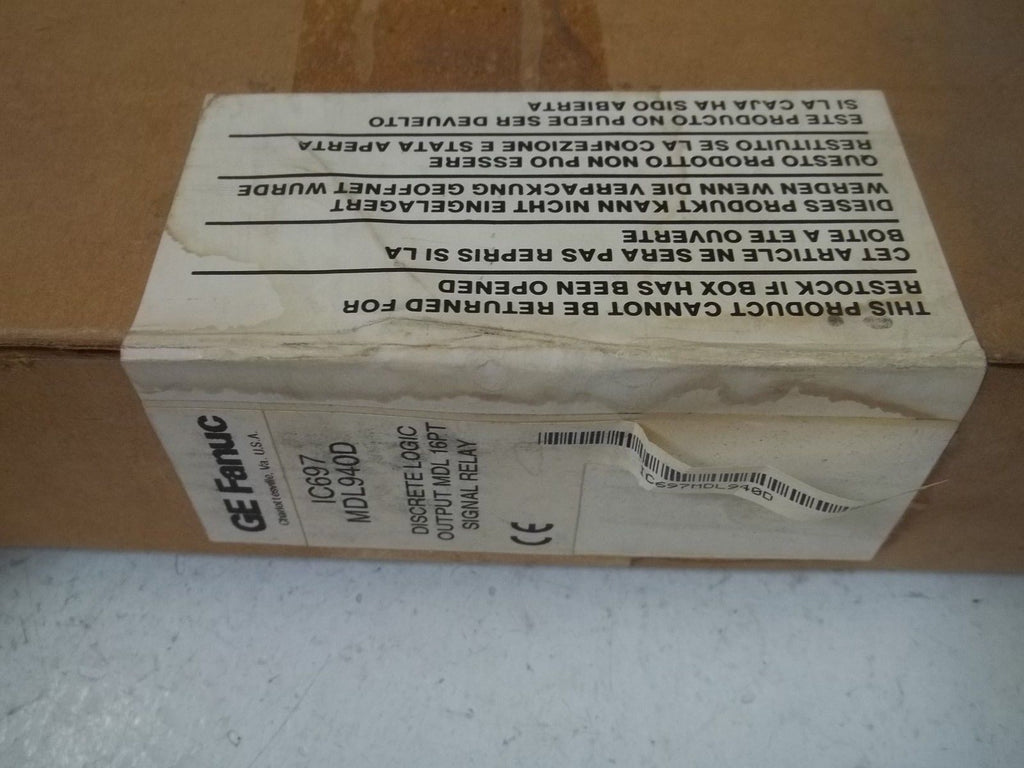 THIS PRODUCT CANNOT BE RETURNED FOR
RESTOCK IF BOX HAS BEEN OPENED
CET ARTICLE NE SERA PAS REPRIS SI LA
BOITE A ETE OUVERTE
DIESES PRODUKT KANN NICHT EINGELAGERT
WERDEN WENN DIE VERPACKUNG GEOFFNET WURDE
QUESTO PRODOTTO NON PUO ESSERE
RESTITUITO SE LA CONFEZIONE E STATA APERTA
ESTE PRODUCTO NO PUEDE SER DEVUELTO
SI LA CAJA HA SIDO ABIERTA
GE Fanuc
Charlottesville, Va. U.S.A.
IC697
MDL940D
DISCRETE LOGIC
OUTPUT MDL 16PT
SIGNAL RELAY
CE
IC697MDL940D